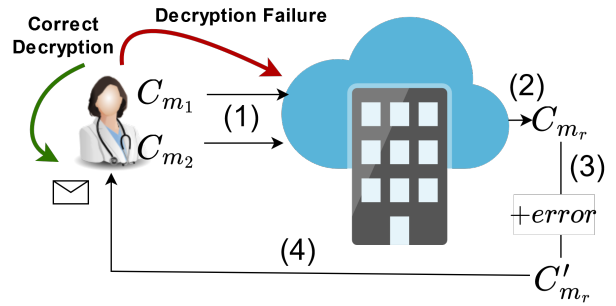 Decryption Failure
Correct
Decryption
C_{m_1}
(1)
C_{m_2}
(2)
C_{m_r}
(3)
+error
(4)
C'_{m_r}